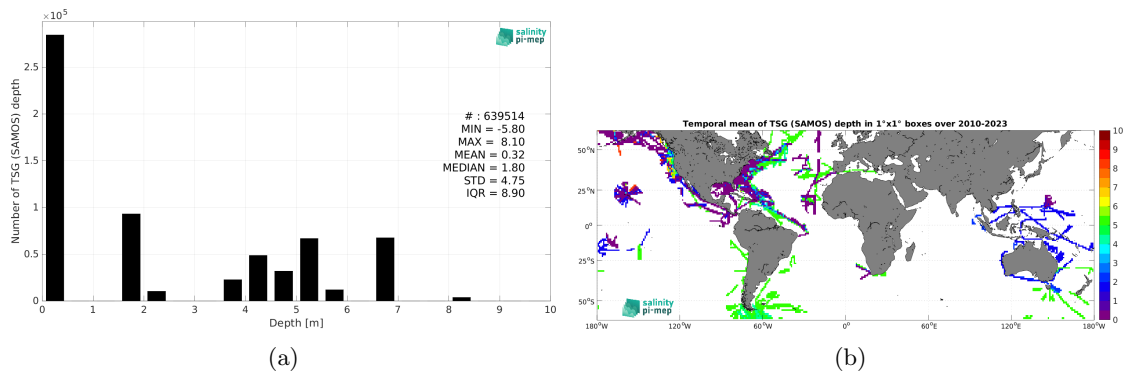 ×10⁵
2.5
2
1.5
1
0.5
0
Number of TSG (SAMOS) depth
0 1 2 3 4 5 6 7 8 9 10
Depth [m]
salinity
pi-mep
# : 639514
MIN = -5.80
MAX = 8.10
MEAN = 0.32
MEDIAN = 1.80
STD = 4.75
IQR = 8.90
(a)
Temporal mean of TSG (SAMOS) depth in 1°x1° boxes over 2010-2023
50°N
25°N
0°
25°S
50°S
180°W 120°W 60°W 0° 60°E 120°E 180°E
salinity
pi-mep
10
9
8
7
6
5
4
3
2
1
0
(b)